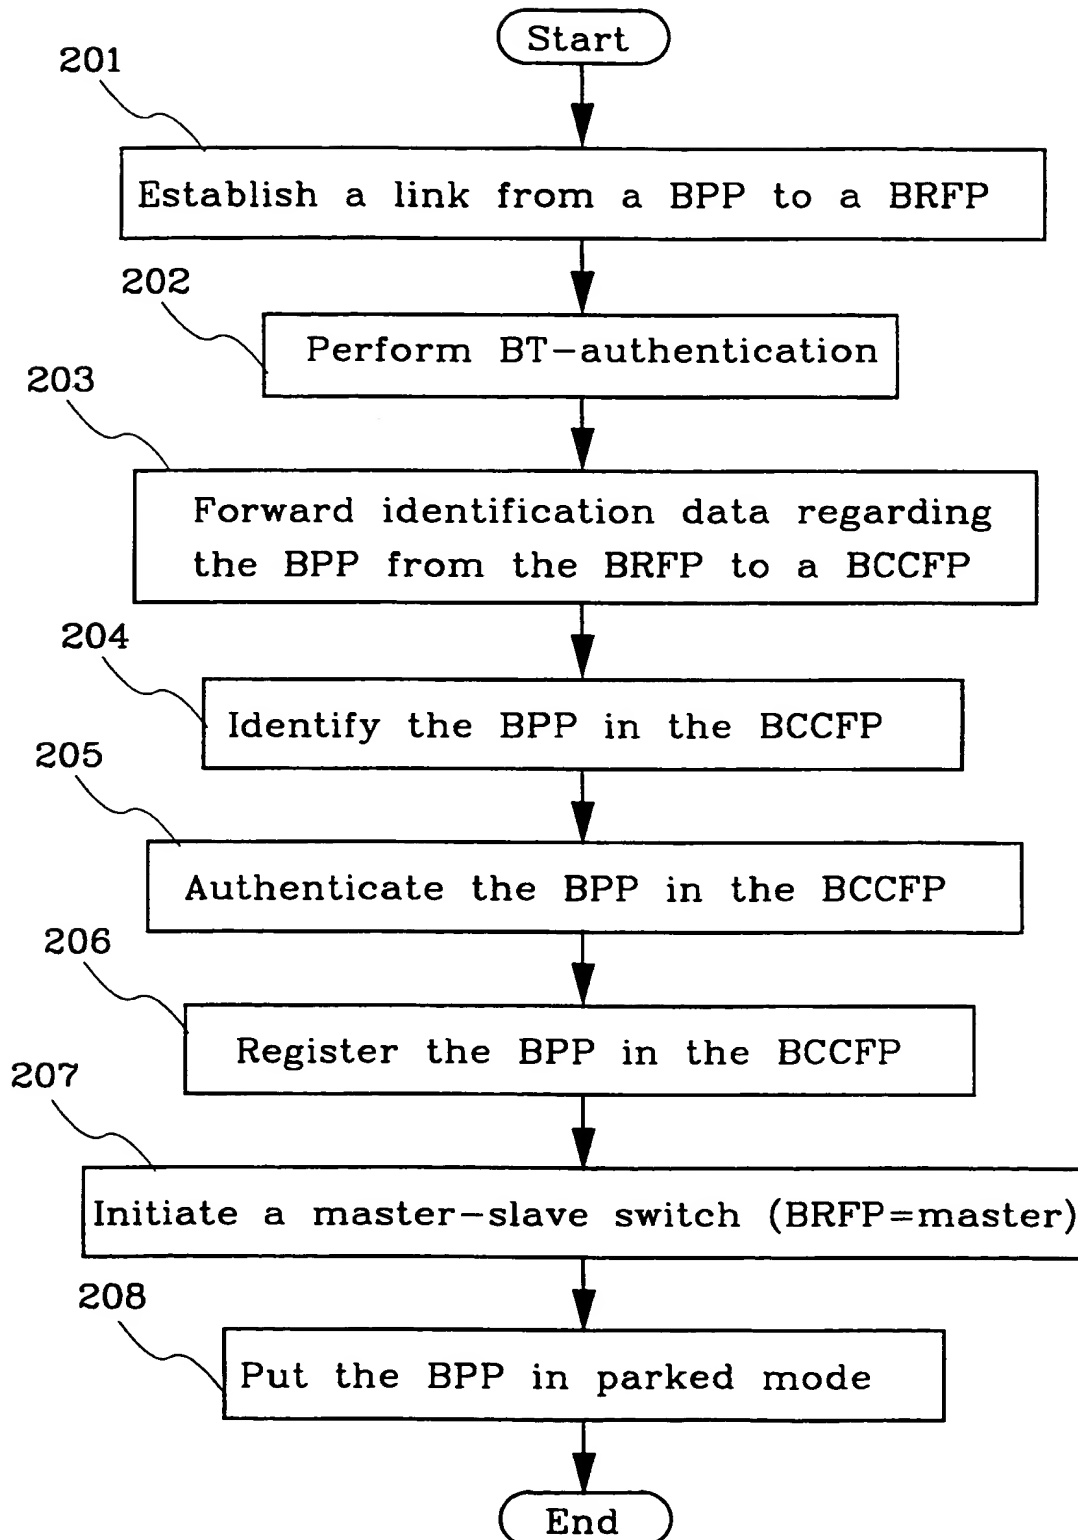 Start
201
Establish a link from a BPP to a BRFP
202
Perform BT-authentication
203
Forward identification data regarding
the BPP from the BRFP to a BCCFP
204
Identify the BPP in the BCCFP
205
Authenticate the BPP in the BCCFP
206
Register the BPP in the BCCFP
207
Initiate a master-slave switch (BRFP=master)
208
Put the BPP in parked mode
End